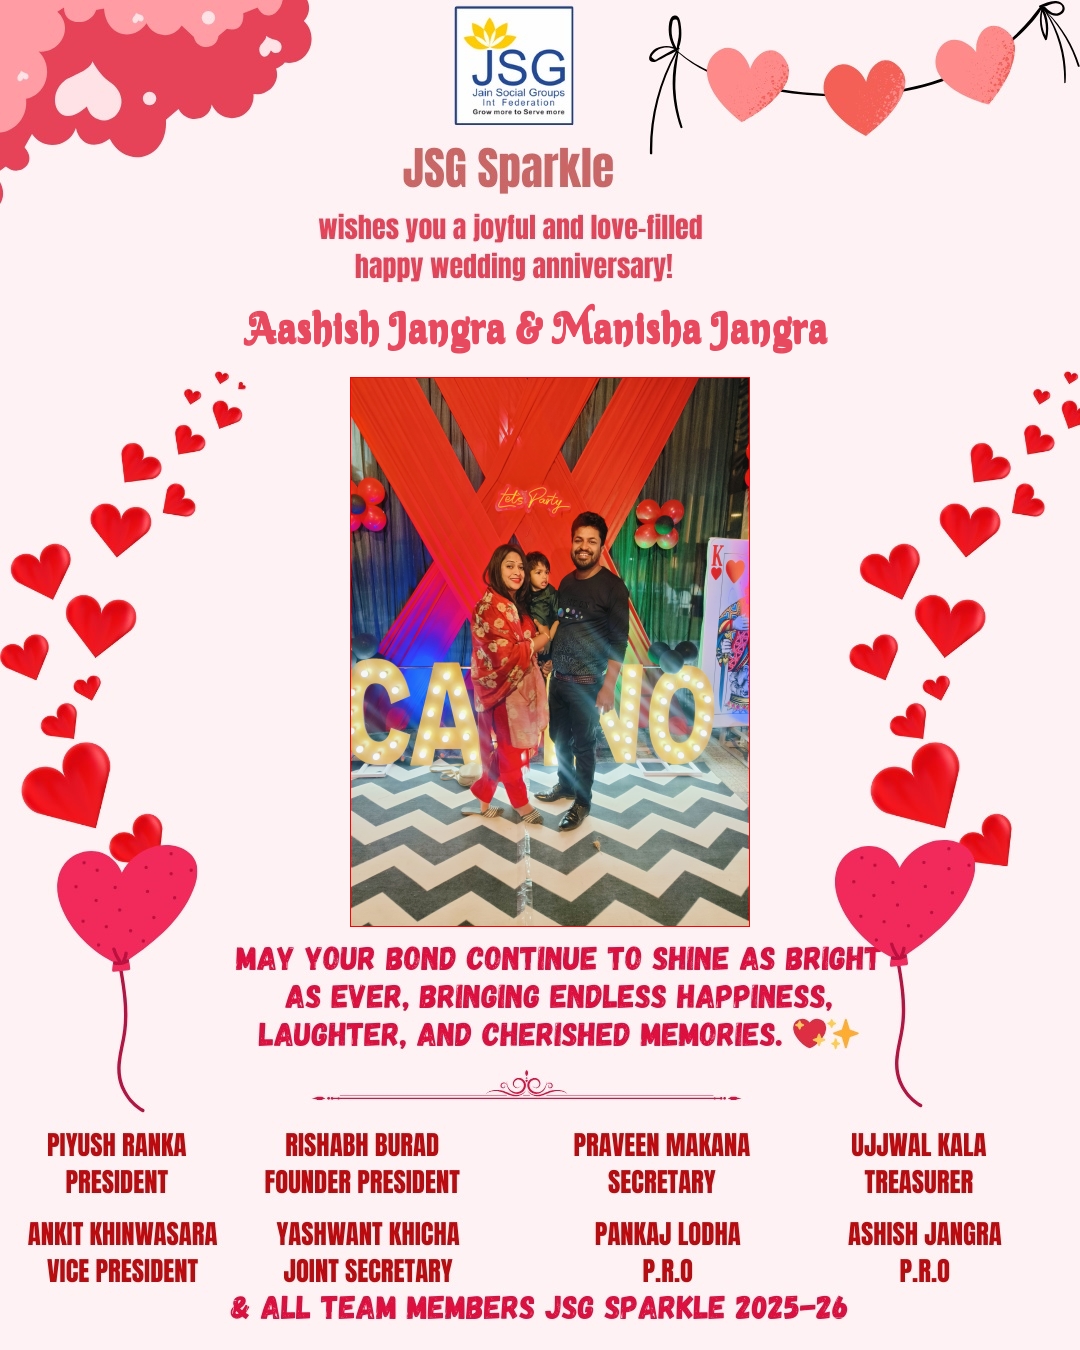 JSG
Jain Social Groups
Int Federation
Grow more to Serve more
JSG Sparkle
wishes you a joyful and love-filled
happy wedding anniversary!
Aashish Jangra & Manisha Jangra
Let's Party
K
CA NO
MAY YOUR BOND CONTINUE TO SHINE AS BRIGHT
AS EVER, BRINGING ENDLESS HAPPINESS,
LAUGHTER, AND CHERISHED MEMORIES. 💖✨
PIYUSH RANKA
PRESIDENT
RISHABH BURAD
FOUNDER PRESIDENT
PRAVEEN MAKANA
SECRETARY
UJJWAL KALA
TREASURER
ANKIT KHINWASARA
VICE PRESIDENT
YASHWANT KHICHA
JOINT SECRETARY
PANKAJ LODHA
P.R.O
ASHISH JANGRA
P.R.O
& ALL TEAM MEMBERS JSG SPARKLE 2025-26